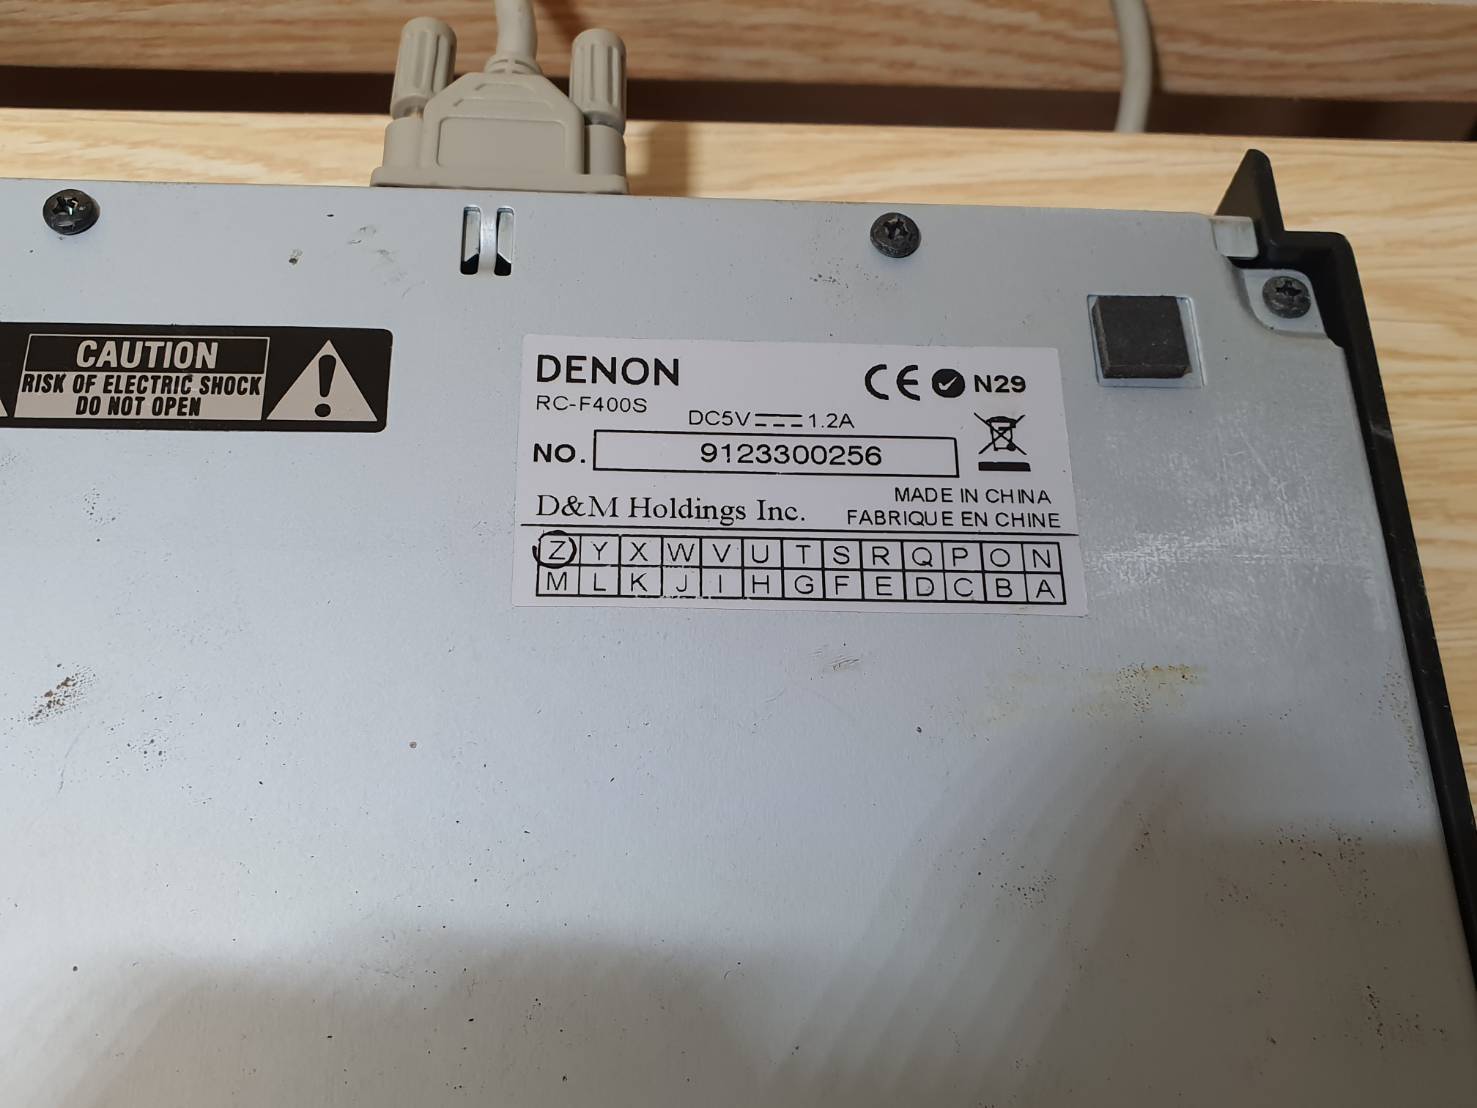 CAUTION
RISK OF ELECTRIC SHOCK
DO NOT OPEN
DENON
RC-F400S
CE N29
DC5V 1.2A
NO. 9123300256
D&M Holdings Inc.
MADE IN CHINA
FABRIQUE EN CHINE
Z Y X W V U T S R Q P O N
M L K J I H G F E D C B A